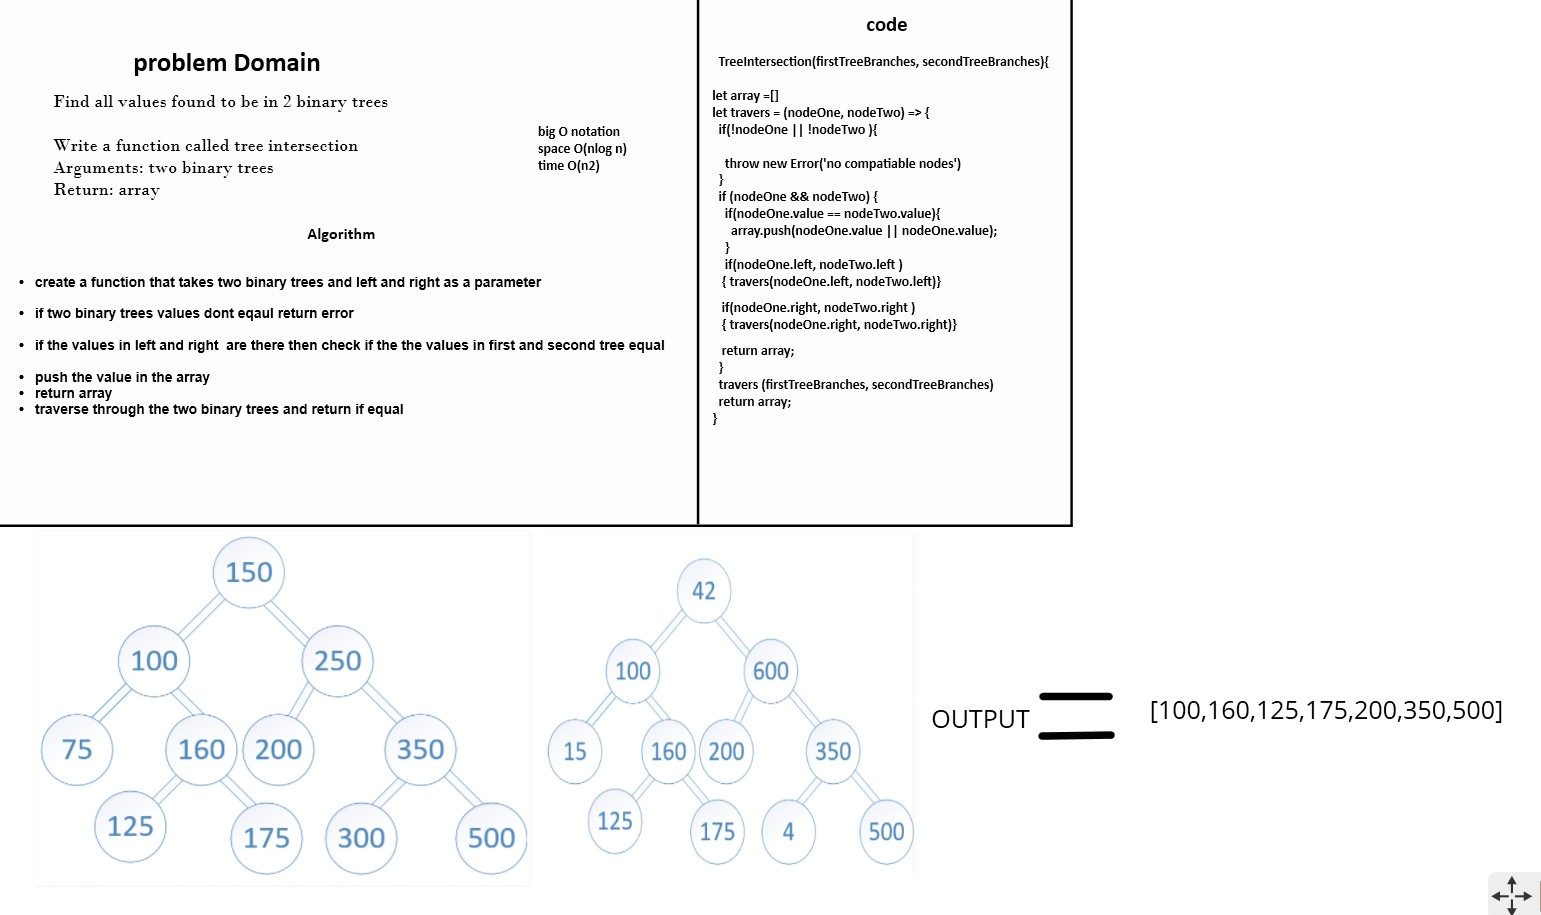 problem Domain
Find all values found to be in 2 binary trees
Write a function called tree intersection
Arguments: two binary trees
Return: array
big O notation
space O(nlog n)
time O(n2)
Algorithm
• create a function that takes two binary trees and left and right as a parameter
• if two binary trees values dont eqaul return error
• if the values in left and right  are there then check if the the values in first and second tree equal
• push the value in the array
• return array
• traverse through the two binary trees and return if equal
code
TreeIntersection(firstTreeBranches, secondTreeBranches){
let array =[]
let travers = (nodeOne, nodeTwo) => {
if(!nodeOne || !nodeTwo ){
throw new Error('no compatiable nodes')
}
if (nodeOne && nodeTwo) {
if(nodeOne.value == nodeTwo.value){
array.push(nodeOne.value || nodeOne.value);
}
if(nodeOne.left, nodeTwo.left )
{ travers(nodeOne.left, nodeTwo.left)}
if(nodeOne.right, nodeTwo.right )
{ travers(nodeOne.right, nodeTwo.right)}
return array;
}
travers (firstTreeBranches, secondTreeBranches)
return array;
}
150
100 250
75 160 200 350
125 175 300 500
42
100 600
15 160 200 350
125 175 4 500
OUTPUT
[100,160,125,175,200,350,500]